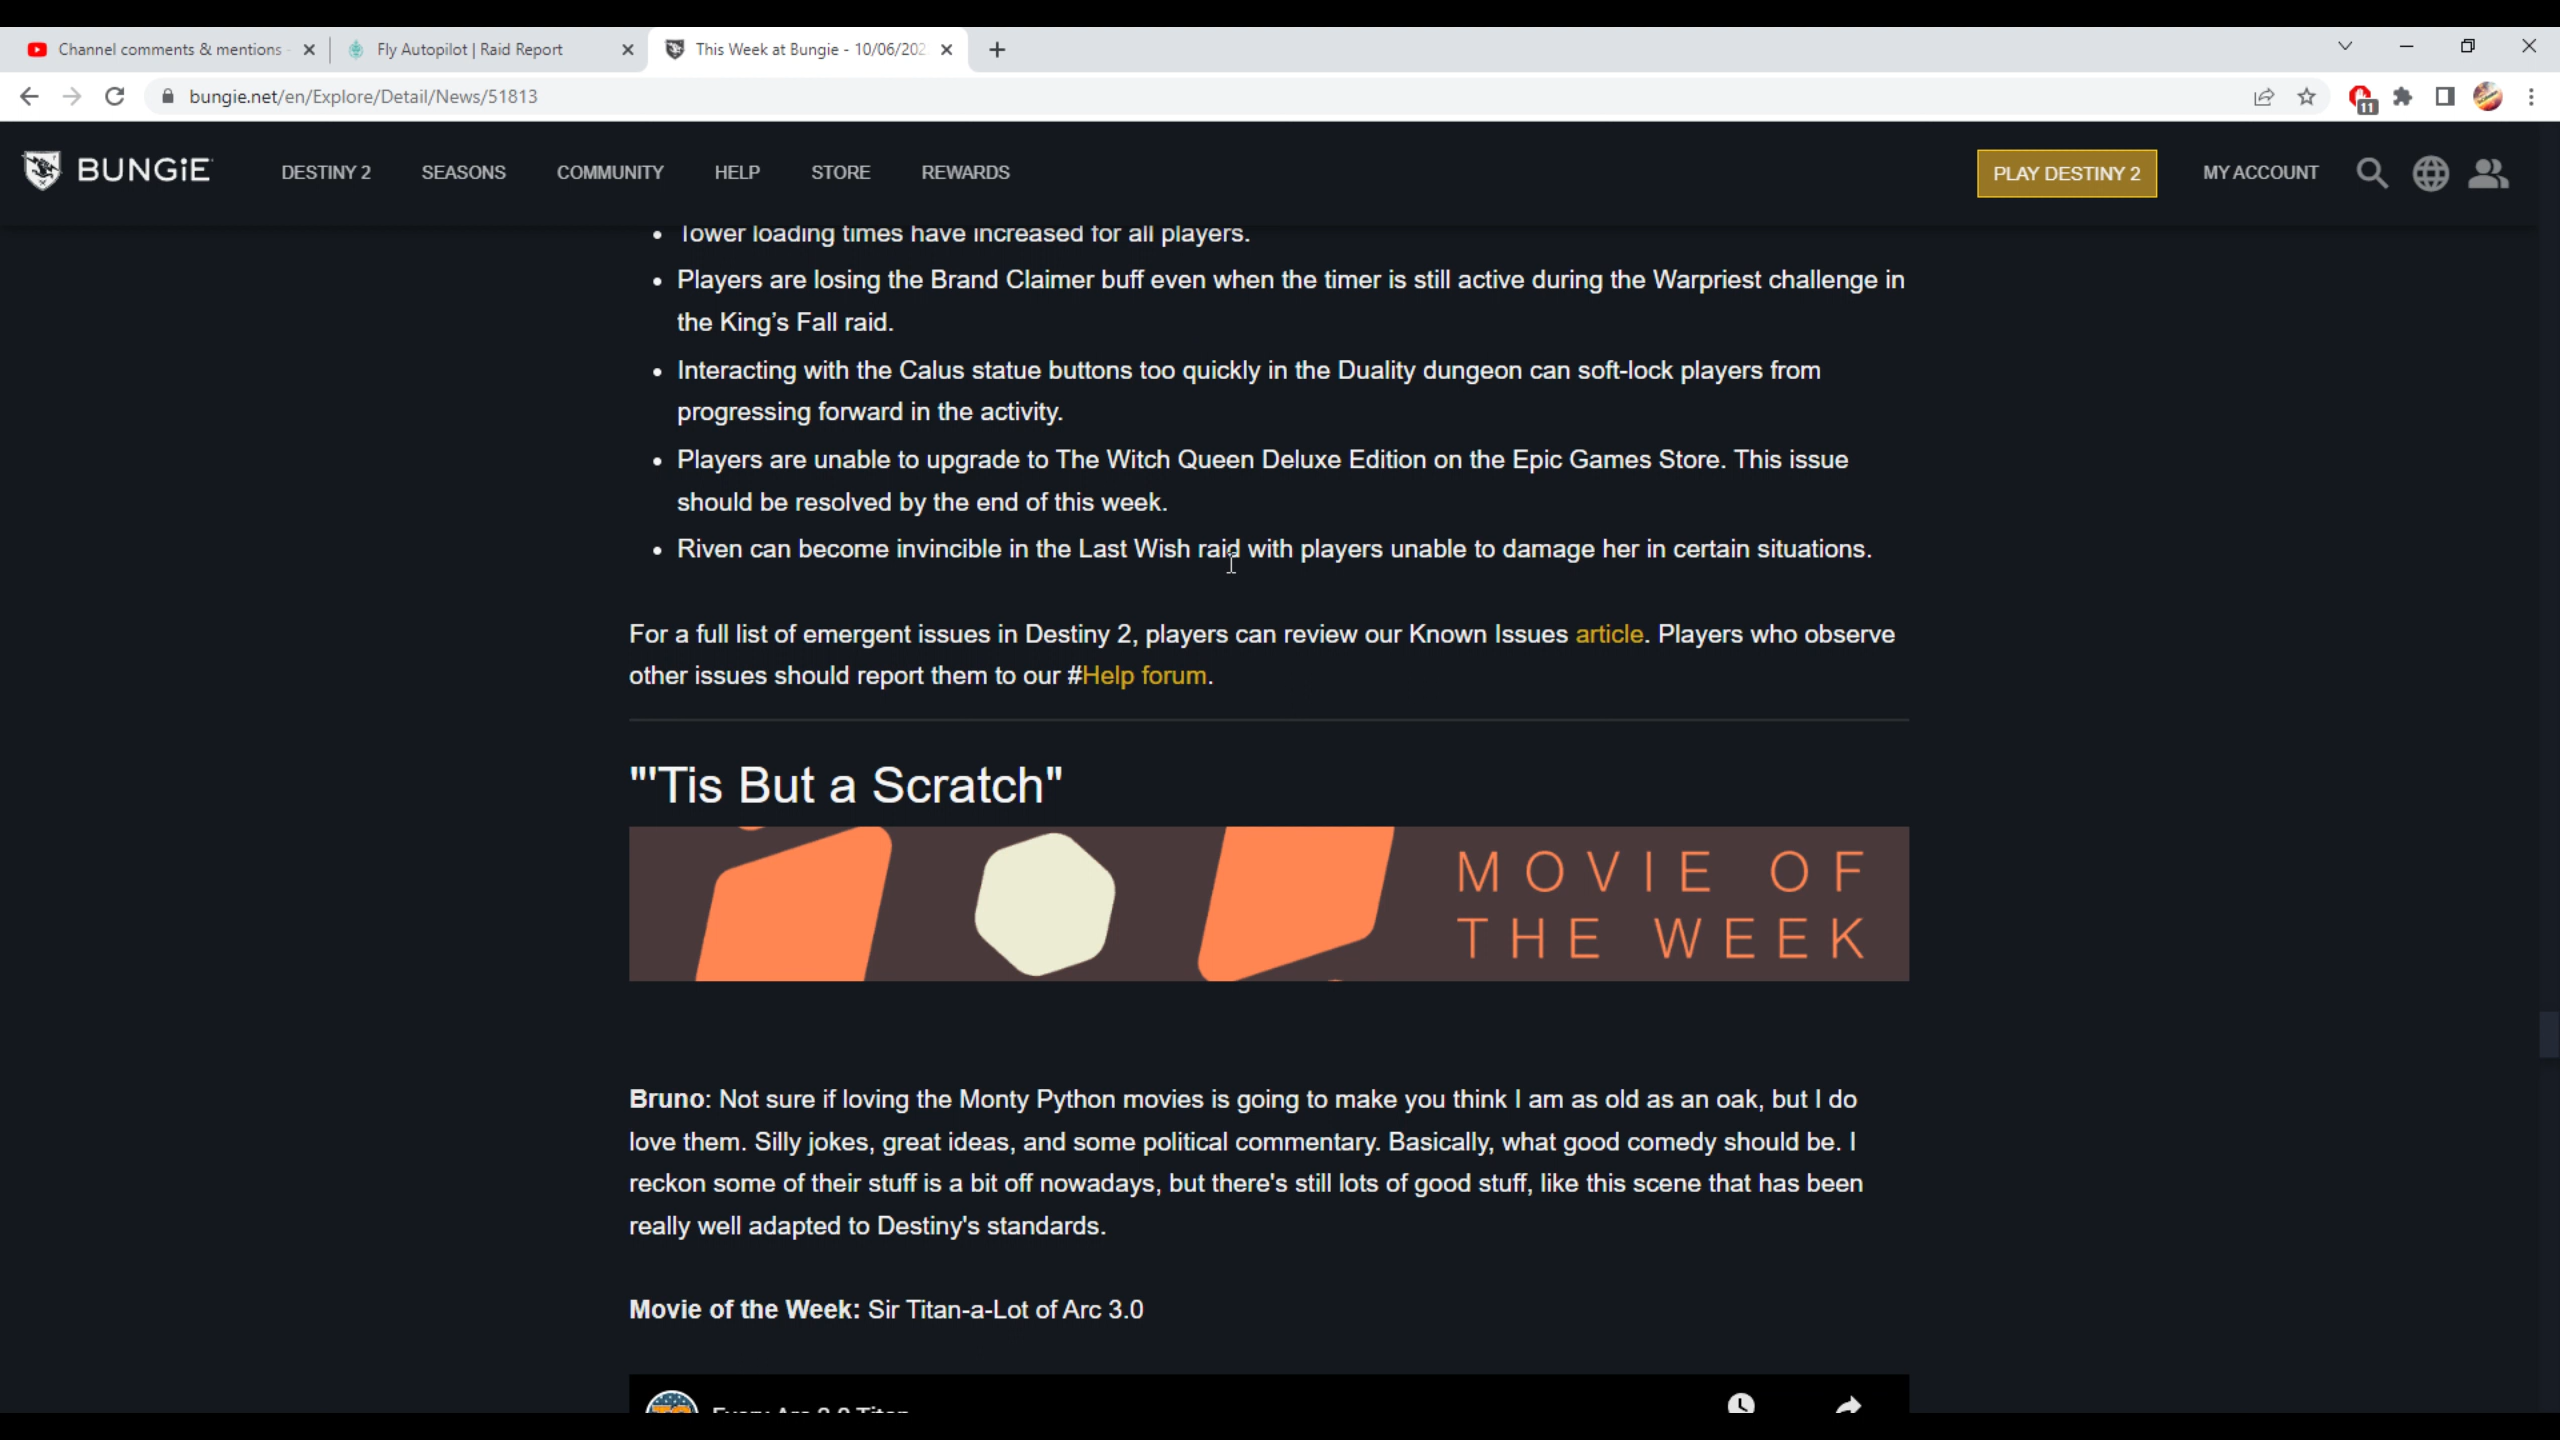 Channel comments & mentions
Fly Autopilot | Raid Report
This Week at Bungie - 10/06/202
bungie.net/en/Explore/Detail/News/51813
11
BUNGiE
DESTINY 2
SEASONS
COMMUNITY
HELP
STORE
REWARDS
PLAY DESTINY 2
MY ACCOUNT
• Tower loading times have increased for all players.
• Players are losing the Brand Claimer buff even when the timer is still active during the Warpriest challenge in
the King’s Fall raid.
• Interacting with the Calus statue buttons too quickly in the Duality dungeon can soft-lock players from
progressing forward in the activity.
• Players are unable to upgrade to The Witch Queen Deluxe Edition on the Epic Games Store. This issue
should be resolved by the end of this week.
• Riven can become invincible in the Last Wish raid with players unable to damage her in certain situations.
For a full list of emergent issues in Destiny 2, players can review our Known Issues article. Players who observe
other issues should report them to our #Help forum.
"'Tis But a Scratch"
MOVIE OF
THE WEEK
Bruno: Not sure if loving the Monty Python movies is going to make you think I am as old as an oak, but I do
love them. Silly jokes, great ideas, and some political commentary. Basically, what good comedy should be. I
reckon some of their stuff is a bit off nowadays, but there's still lots of good stuff, like this scene that has been
really well adapted to Destiny's standards.
Movie of the Week: Sir Titan-a-Lot of Arc 3.0
Every Arc 3.0 Titan